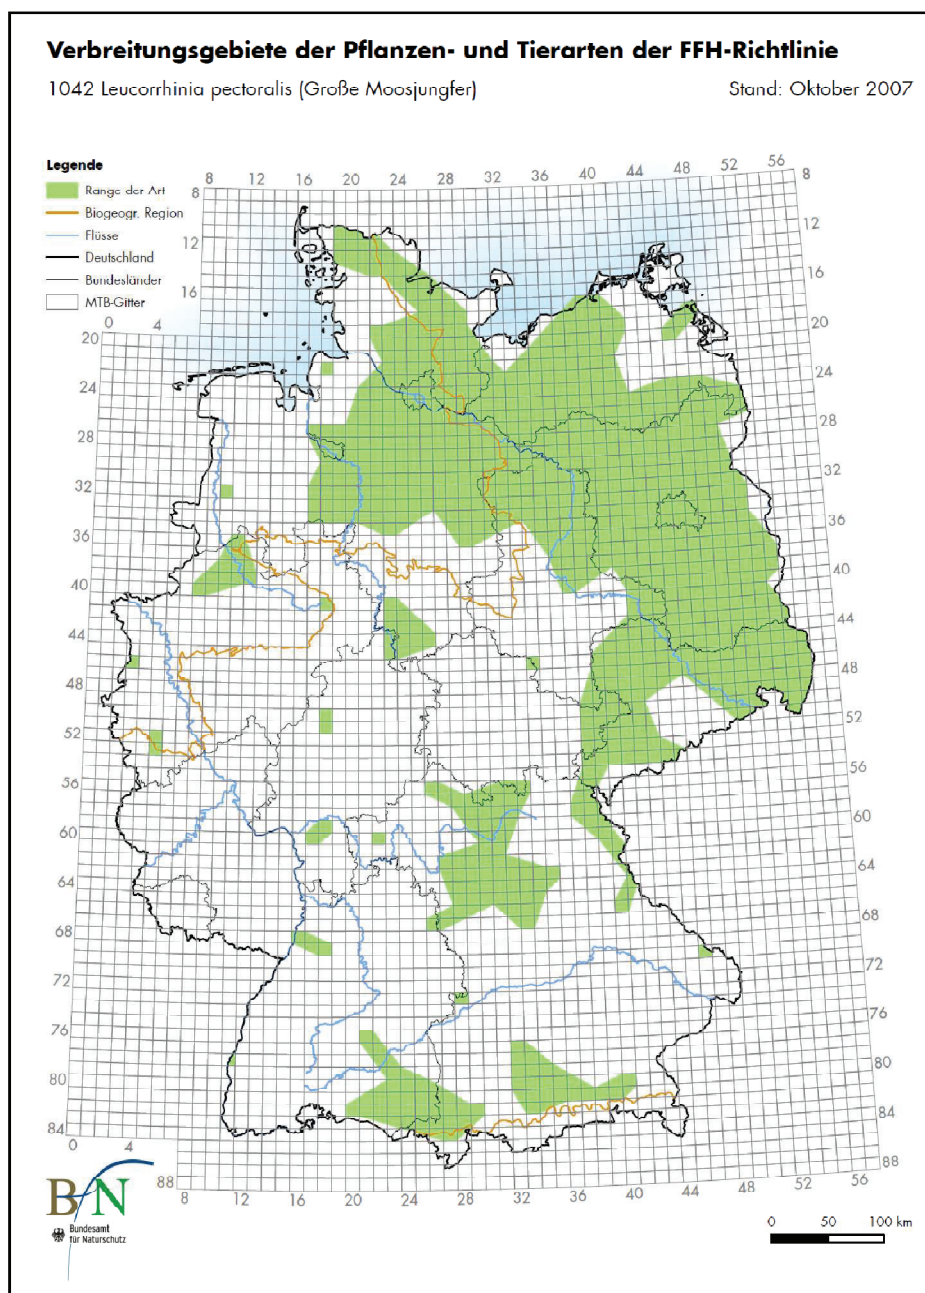 Verbreitungsgebiete der Pflanzen- und Tierarten der FFH-Richtlinie
1042 Leucorrhinia pectoralis (Große Moosjungfer)
Stand: Oktober 2007
Legende
Range der Art
Biogeogr. Region
Flüsse
Deutschland
Bundesländer
MTB-Gitter
8 12 16 20 24 28 32 36 40 44 48 52 56
8 12 16
0 4
20 24 28 32 36 40 44 48 52 56 60 64 68 72 76 80 84
8 12 16 20 24 28 32 36 40 44 48 52 56 60 64 68 72 76 80 84 88
0 4
88
8 12 16 20 24 28 32 36 40 44 48 52 56
BfN
Bundesamt
für Naturschutz
0 50 100 km